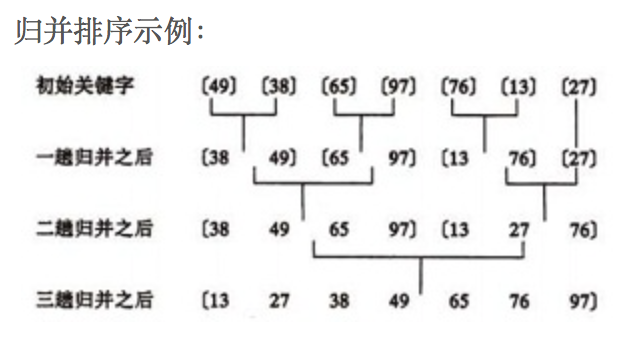 归并排序示例:
初始关键字 [49] [38] [65] [97] [76] [13] [27]
一趟归并之后 [38 49] [65 97] [13 76] [27]
二趟归并之后 [38 49 65 97] [13 27 76]
三趟归并之后 [13 27 38 49 65 76 97]